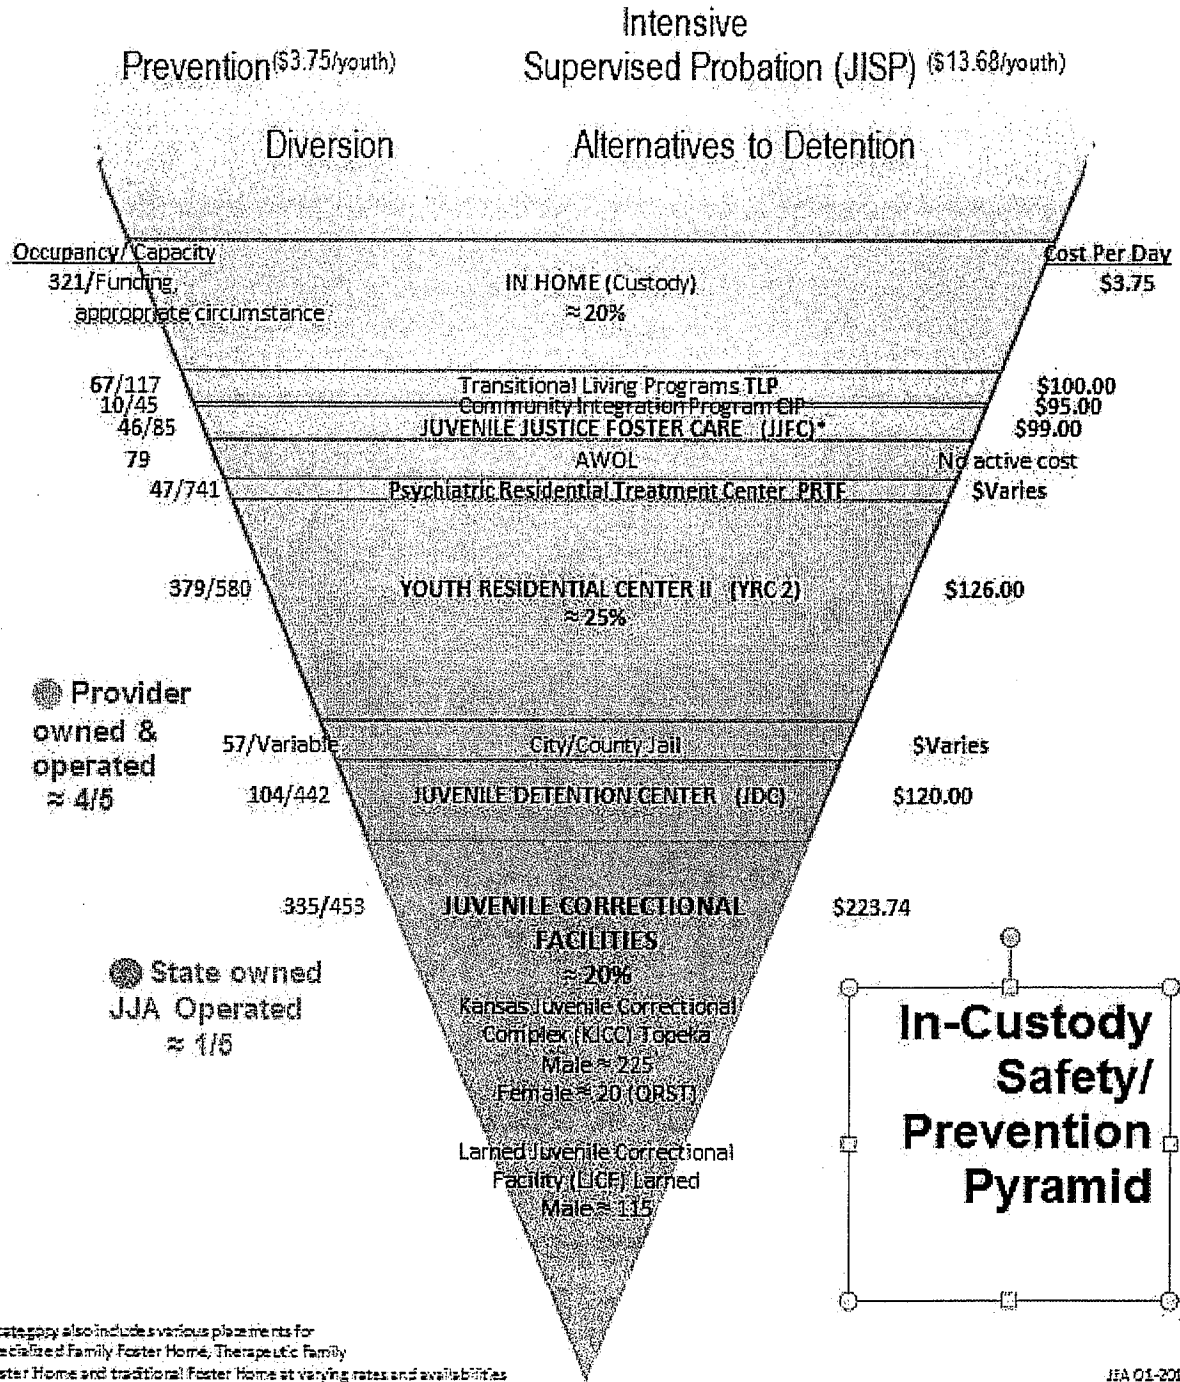 Intensive
Prevention ($3.75/youth) Supervised Probation (JISP) ($13.68/youth)
Diversion Alternatives to Detention
Occupancy/Capacity Cost Per Day
321/Funding, IN HOME (Custody) $3.75
appropriate circumstance ≈ 20%
67/117 Transitional Living Programs TLP $100.00
10/45 Community Integration Program CIP $95.00
46/85 JUVENILE JUSTICE FOSTER CARE (JJFC)* $99.00
79 AWOL No active cost
47/741 Psychiatric Residential Treatment Center PRTF $Varies
379/580 YOUTH RESIDENTIAL CENTER II (YRC 2) $126.00
≈ 25%
Provider
owned &
operated
≈ 4/5
57/Variable City/County Jail $Varies
104/442 JUVENILE DETENTION CENTER (JDC) $120.00
335/453 JUVENILE CORRECTIONAL $223.74
FACILITIES
≈ 20%
State owned
JJA Operated
≈ 1/5
Kansas Juvenile Correctional
Complex (KJCC) Topeka
Male ≈ 225
Female ≈ 20 (QRST)
Larned Juvenile Correctional
Facility (LJCF) Larned
Male ≈ 115
In-Custody
Safety/
Prevention
Pyramid
category also includes various placements for
ecialized Family Foster Home, Therapeutic Family
ster Home and traditional Foster Home at varying rates and availabilities